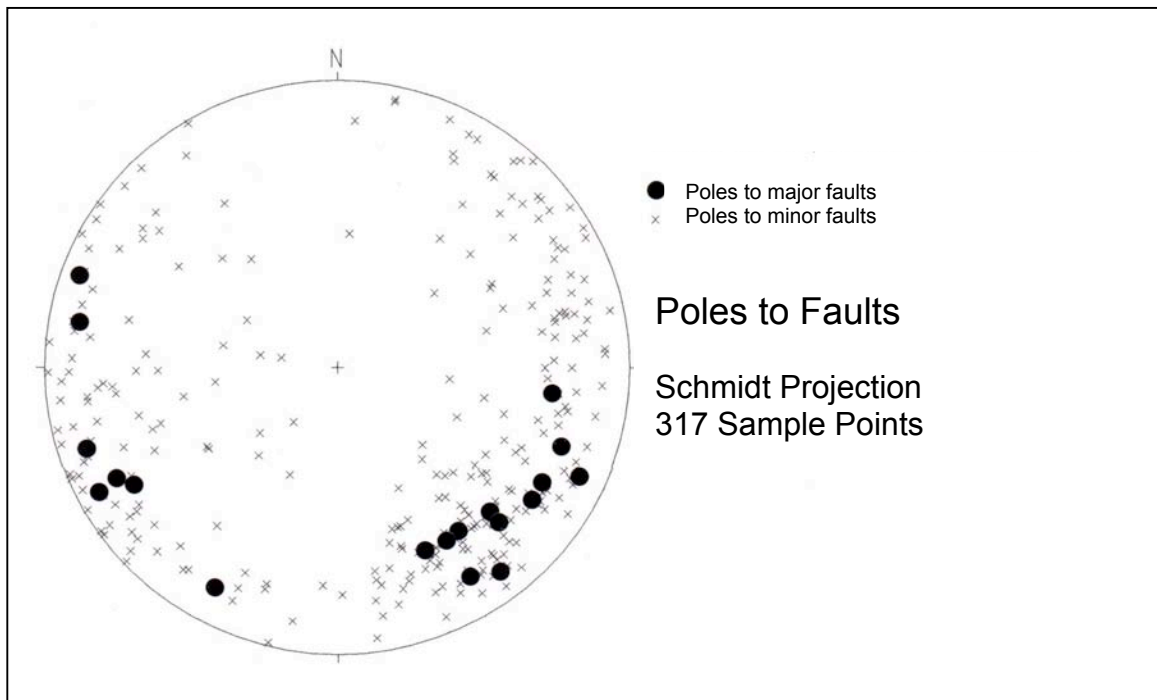 N
Poles to major faults
Poles to minor faults
Poles to Faults
Schmidt Projection
317 Sample Points